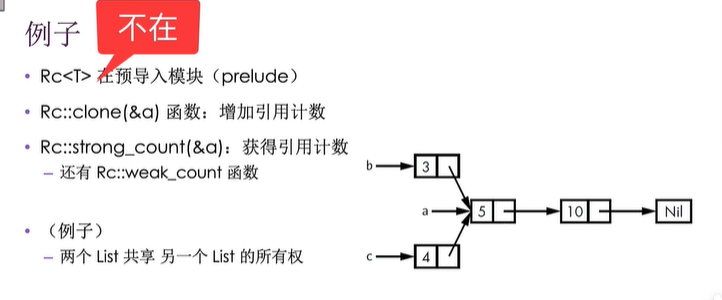 例子
不在
Rc<T> 在预导入模块（prelude）
Rc::clone(&a) 函数：增加引用计数
Rc::strong_count(&a)：获得引用计数
– 还有 Rc::weak_count 函数
（例子）
– 两个 List 共享 另一个 List 的所有权
b 3
a 5 10 Nil
c 4